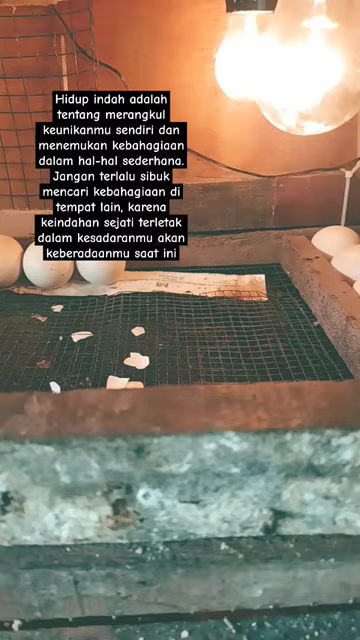 Hidup indah adalah
tentang merangkul
keunikanmu sendiri dan
menemukan kebahagiaan
dalam hal-hal sederhana.
Jangan terlalu sibuk
mencari kebahagiaan di
tempat lain, karena
keindahan sejati terletak
dalam kesadaranmu akan
keberadaanmu saat ini